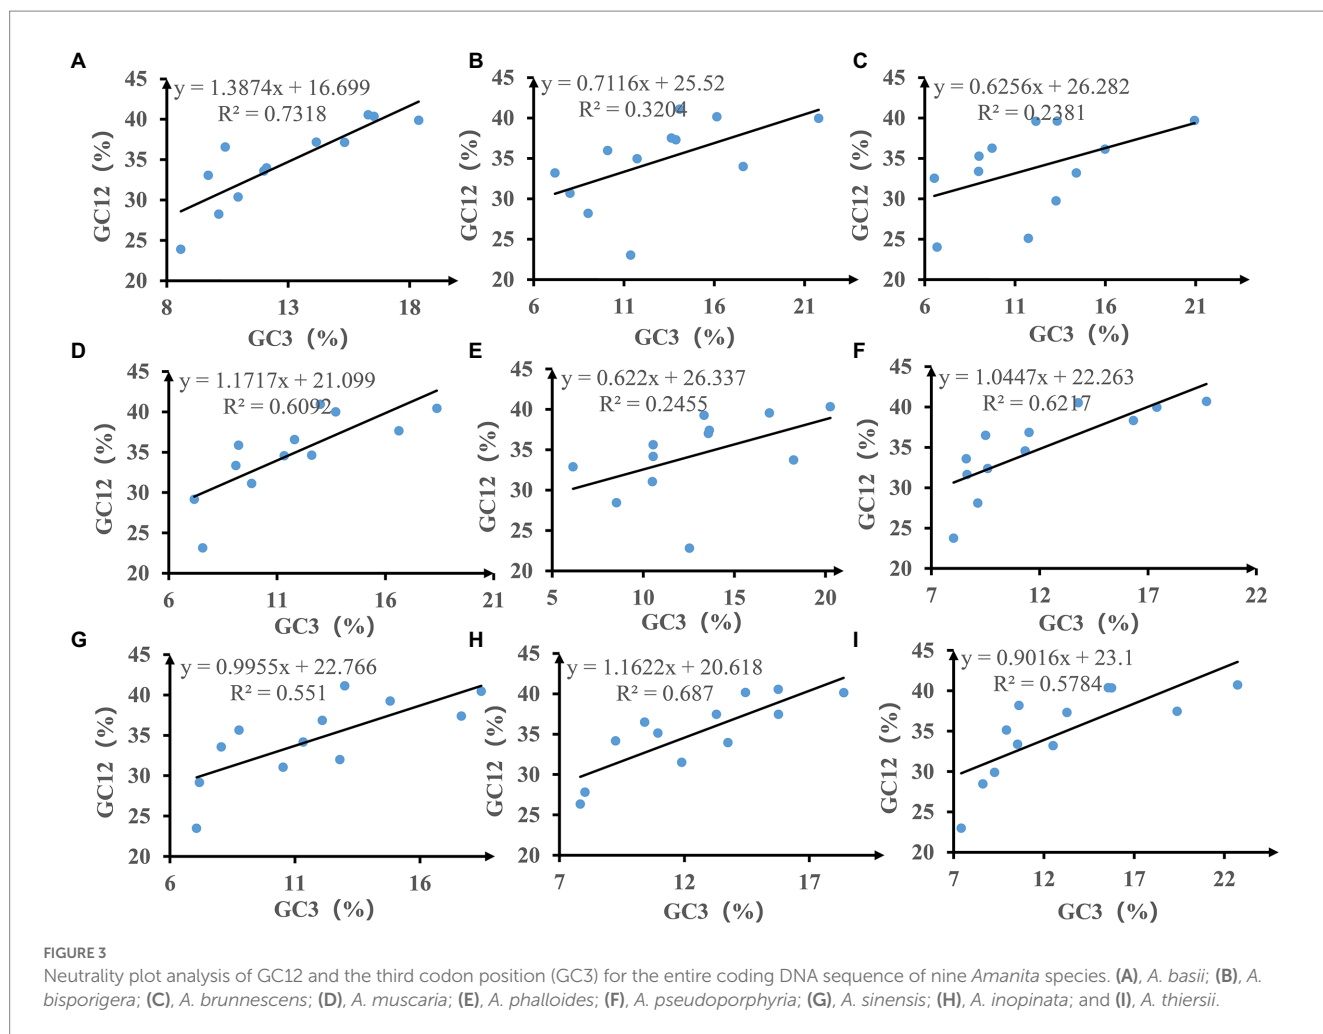 A
y = 1.3874x + 16.699
R² = 0.7318
45
40
35
30
25
20
GC12 (%)
8 13 18
GC3 (%)
B
y = 0.7116x + 25.52
R² = 0.3204
45
40
35
30
25
20
GC12 (%)
6 11 16 21
GC3 (%)
C
y = 0.6256x + 26.282
R² = 0.2381
45
40
35
30
25
20
GC12 (%)
6 11 16 21
GC3 (%)
D
y = 1.1717x + 21.099
R² = 0.6092
45
40
35
30
25
20
GC12 (%)
6 11 16 21
GC3 (%)
E
y = 0.622x + 26.337
R² = 0.2455
45
40
35
30
25
20
GC12 (%)
5 10 15 20
GC3 (%)
F
y = 1.0447x + 22.263
R² = 0.6217
45
40
35
30
25
20
GC12 (%)
7 12 17 22
GC3 (%)
G
y = 0.9955x + 22.766
R² = 0.551
45
40
35
30
25
20
GC12 (%)
6 11 16
GC3 (%)
H
y = 1.1622x + 20.618
R² = 0.687
45
40
35
30
25
20
GC12 (%)
7 12 17
GC3 (%)
I
y = 0.9016x + 23.1
R² = 0.5784
45
40
35
30
25
20
GC12 (%)
7 12 17 22
GC3 (%)
FIGURE 3
Neutrality plot analysis of GC12 and the third codon position (GC3) for the entire coding DNA sequence of nine Amanita species. (A), A. basii; (B), A.
bisporigera; (C), A. brunnescens; (D), A. muscaria; (E), A. phalloides; (F), A. pseudoporphyria; (G), A. sinensis; (H), A. inopinata; and (I), A. thiersii.